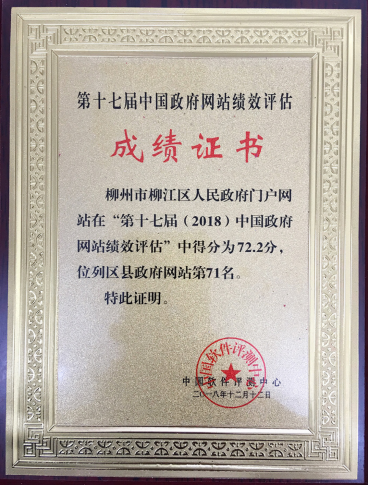 第十七届中国政府网站绩效评估
成绩证书
柳州市柳江区人民政府门户网
站在“第十七届（2018）中国政府
网站绩效评估”中得分为72.2分，
位列区县政府网站第71名。
特此证明。
中国软件评测中心
中国软件评测中心
二〇一八年十二月十二日